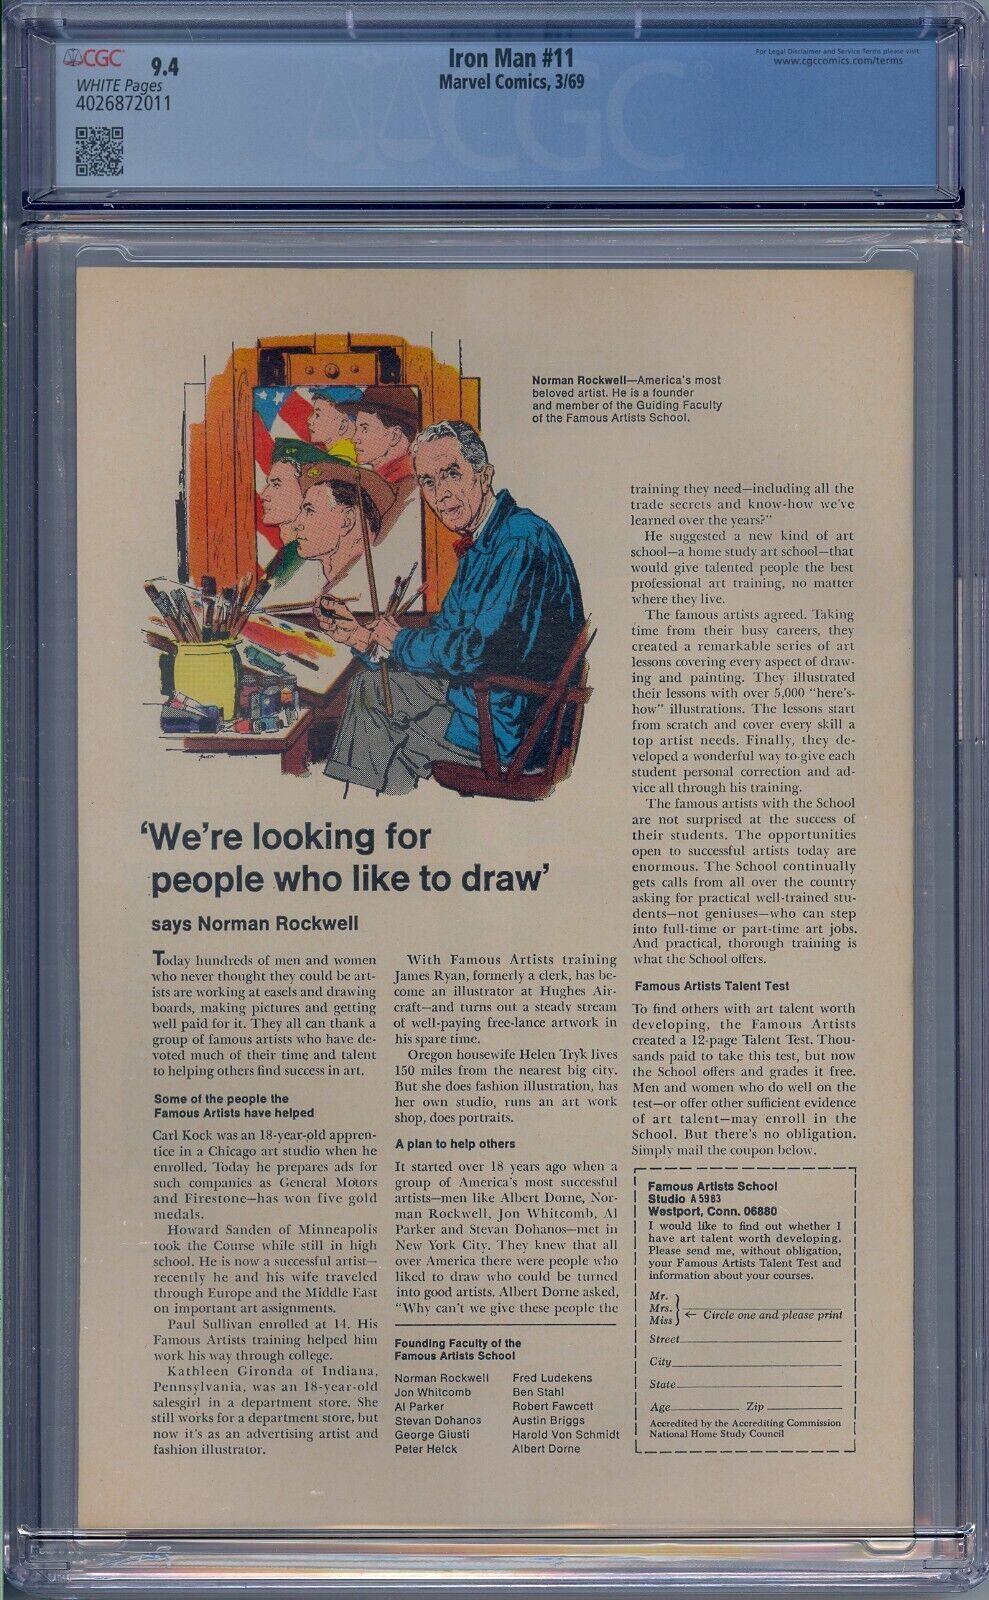 CGC
9.4
WHITE Pages
4026872011
Iron Man #11
Marvel Comics, 3/69
For Legal Disclaimer and Service Terms please visit:
www.cgccomics.com/terms
CGC
Norman Rockwell—America's most
beloved artist. He is a founder
and member of the Guiding Faculty
of the Famous Artists School.
'We're looking for
people who like to draw'
says Norman Rockwell
Today hundreds of men and women
who never thought they could be art-
ists are working at easels and drawing
boards, making pictures and getting
well paid for it. They all can thank a
group of famous artists who have de-
voted much of their time and talent
to helping others find success in art.
Some of the people the
Famous Artists have helped
Carl Kock was an 18-year-old appren-
tice in a Chicago art studio when he
enrolled. Today he prepares ads for
such companies as General Motors
and Firestone—has won five gold
medals.
Howard Sanden of Minneapolis
took the Course while still in high
school. He is now a successful artist—
recently he and his wife traveled
through Europe and the Middle East
on important art assignments.
Paul Sullivan enrolled at 14. His
Famous Artists training helped him
work his way through college.
Kathleen Gironda of Indiana,
Pennsylvania, was an 18-year-old
salesgirl in a department store. She
still works for a department store, but
now it's as an advertising artist and
fashion illustrator.
With Famous Artists training
James Ryan, formerly a clerk, has be-
come an illustrator at Hughes Air-
craft—and turns out a steady stream
of well-paying free-lance artwork in
his spare time.
Oregon housewife Helen Tryk lives
150 miles from the nearest big city.
But she does fashion illustration, has
her own studio, runs an art work
shop, does portraits.
A plan to help others
It started over 18 years ago when a
group of America's most successful
artists—men like Albert Dorne, Nor-
man Rockwell, Jon Whitcomb, Al
Parker and Stevan Dohanos—met in
New York City. They knew that all
over America there were people who
liked to draw who could be turned
into good artists. Albert Dorne asked,
"Why can't we give these people the
Founding Faculty of the
Famous Artists School
Norman Rockwell
Jon Whitcomb
Al Parker
Stevan Dohanos
George Giusti
Peter Helck
Fred Ludekens
Ben Stahl
Robert Fawcett
Austin Briggs
Harold Von Schmidt
Albert Dorne
training they need—including all the
trade secrets and know-how we've
learned over the years?"
He suggested a new kind of art
school—a home study art school—that
would give talented people the best
professional art training, no matter
where they live.
The famous artists agreed. Taking
time from their busy careers, they
created a remarkable series of art
lessons covering every aspect of draw-
ing and painting. They illustrated
their lessons with over 5,000 "here's-
how" illustrations. The lessons start
from scratch and cover every skill a
top artist needs. Finally, they de-
veloped a wonderful way to give each
student personal correction and ad-
vice all through his training.
The famous artists with the School
are not surprised at the success of
their students. The opportunities
open to successful artists today are
enormous. The School continually
gets calls from all over the country
asking for practical well-trained stu-
dents—not geniuses—who can step
into full-time or part-time art jobs.
And practical, thorough training is
what the School offers.
Famous Artists Talent Test
To find others with art talent worth
developing, the Famous Artists
created a 12-page Talent Test. Thou-
sands paid to take this test, but now
the School offers and grades it free.
Men and women who do well on the
test—or offer other sufficient evidence
of art talent—may enroll in the
School. But there's no obligation.
Simply mail the coupon below.
Famous Artists School
Studio A 5983
Westport, Conn. 06880
I would like to find out whether I
have art talent worth developing.
Please send me, without obligation,
your Famous Artists Talent Test and
information about your courses.
Mr.
Mrs. ← Circle one and please print
Miss
Street
City
State
Age Zip
Accredited by the Accrediting Commission
National Home Study Council